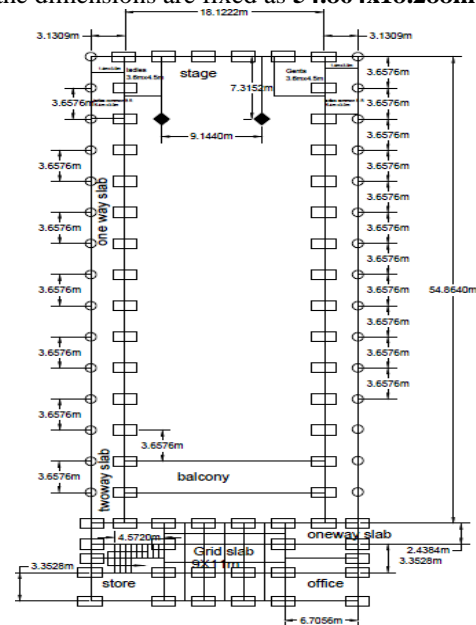 the dimensions are fixed as 54.864x18.288m
18.1222m
3.1309m
3.1309m
stage
ladies
3.6mx4.5m
Gents
3.6mx4.5m
7.3152m
3.6576m
3.6576m
3.6576m
9.1440m
3.6576m
3.6576m
3.6576m
3.6576m
one way slab
3.6576m
3.6576m
3.6576m
3.6576m
54.8640m
3.6576m
3.6576m
3.6576m
3.6576m
3.6576m
3.6576m
3.6576m
3.6576m
twoway slab
3.6576m
balcony
4.5720m
oneway slab
Grid slab
9X11m
2.4384m
3.3528m
3.3528m
store
office
6.7056m